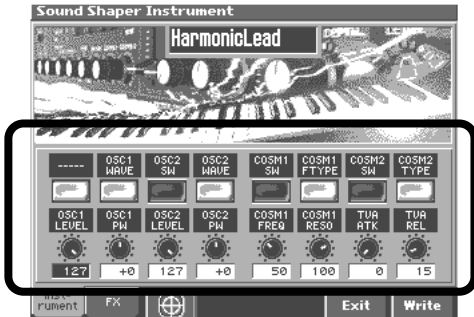 Sound Shaper Instrument
HarmonicLead
----- OSC1 WAVE OSC2 SW OSC2 WAVE COSM1 SW COSM1 FTYPE COSM2 SW COSM2 TYPE
OSC1 LEVEL OSC1 PW OSC2 LEVEL OSC2 PW COSM1 FREQ COSM1 RESO TVA ATK TVA REL
127 +0 127 +0 50 100 0 15
Inst-
rument FX Exit Write